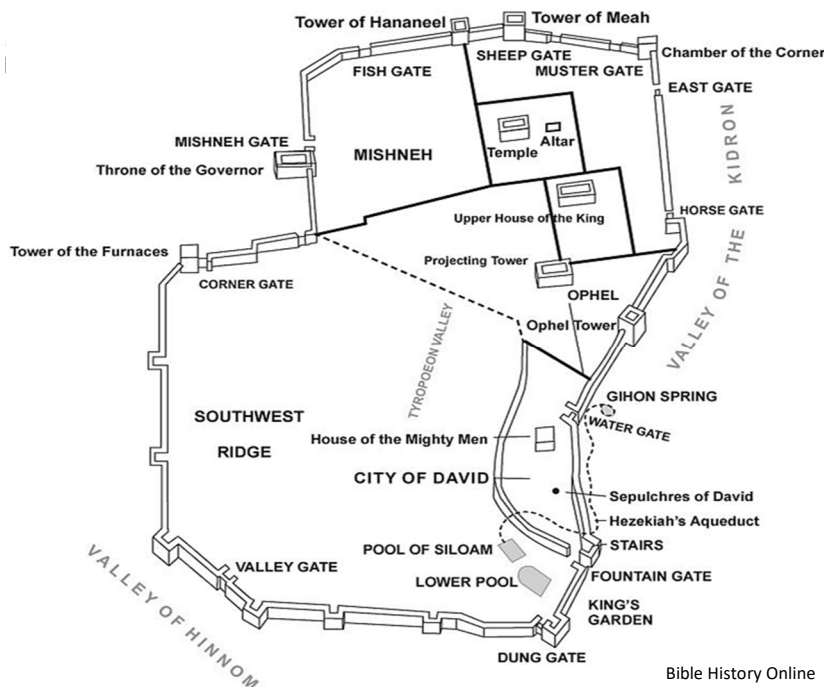 Tower of Hananeel
Tower of Meah
FISH GATE
SHEEP GATE
MUSTER GATE
Chamber of the Corner
EAST GATE
MISHNEH GATE
Throne of the Governor
MISHNEH
Temple
Altar
VALLEY OF THE KIDRON
Upper House of the King
HORSE GATE
Tower of the Furnaces
CORNER GATE
Projecting Tower
OPHEL
Ophel Tower
TYROPOEON VALLEY
GIHON SPRING
WATER GATE
SOUTHWEST
RIDGE
House of the Mighty Men
CITY OF DAVID
Sepulchres of David
Hezekiah's Aqueduct
STAIRS
POOL OF SILOAM
LOWER POOL
FOUNTAIN GATE
KING'S
GARDEN
VALLEY GATE
VALLEY OF HINNOM
DUNG GATE
Bible History Online